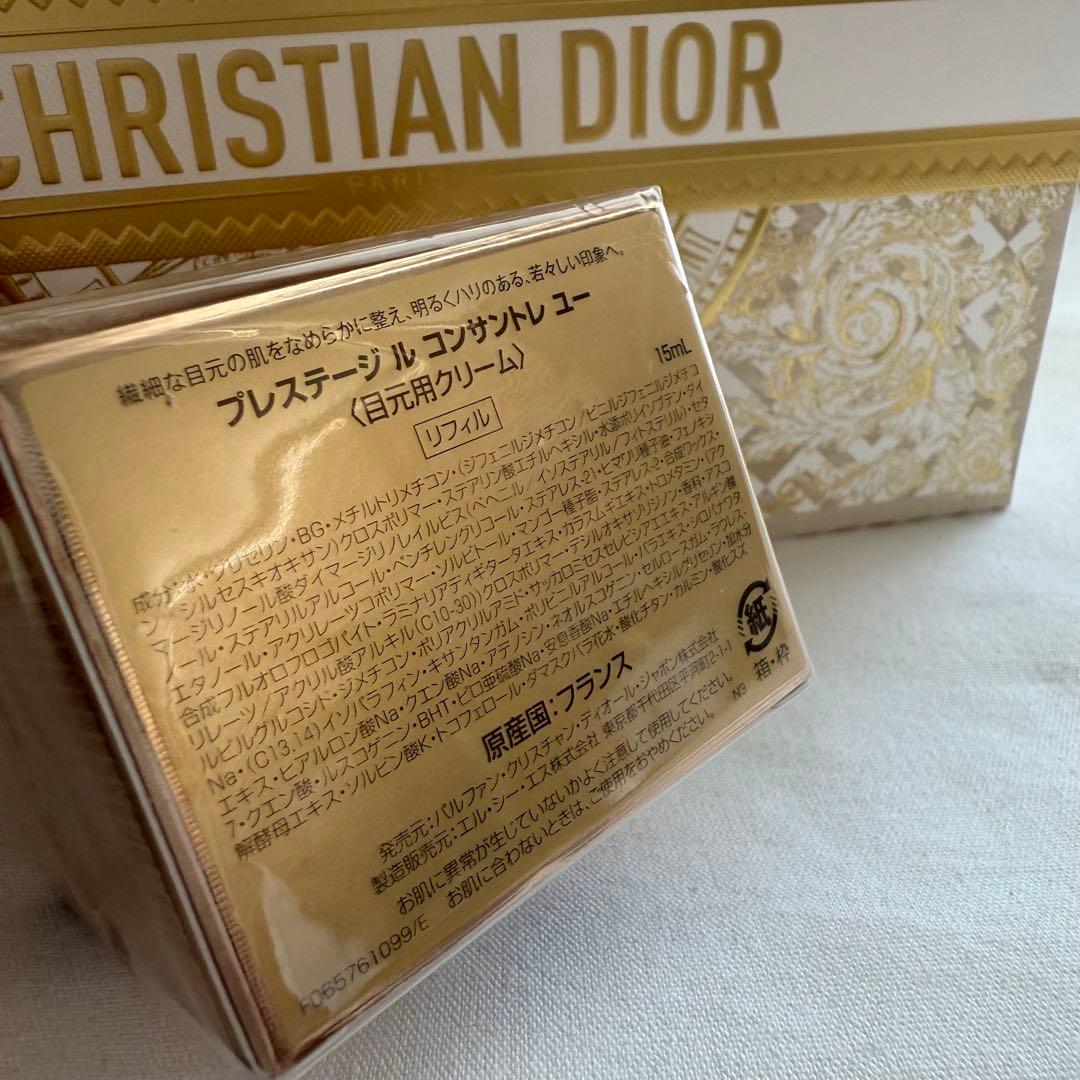 CHRISTIAN DIOR
PARIS
繊細な目元の肌をなめらかに整え、明るくハリのある、若々しい印象へ。
プレステージ ル コンサントレ ユー
〈目元用クリーム〉
15mL
リフィル
成分:水・グリセリン・BG・メチルトリメチコン・(ジフェニルジメチコン/ビニルジフェニルジメチコ
ン/シルセスキオキサン)クロスポリマー・ステアリン酸エチルヘキシル・水添ポリイソブテン・ダイ
マージリノール酸ダイマージリノレイルビス(ベヘニル/イソステアリル/フィトステリル)・セタ
ノール・ステアリルアルコール・ペンチレングリコール・ステアレス-21・ヒマワリ種子油・フェノキシ
エタノール・アクリレーツコポリマー・ソルビトール・マンゴー種子脂・ステアレス-2・合成ワックス・
合成フルオロフロゴパイト・ラミナリアディギタータエキス・カラスムギエキス・トロメタミン・(アク
リレーツ/アクリル酸アルキル(C10-30))クロスポリマー・デシルオキサゾリジノン・香料・アスコ
ルビルグルコシド・ジメチコン・ポリアクリルアミド・サッカロミセスセレビシアエエキス・アルギン酸
Na・(C13,14)イソパラフィン・キサンタンガム・ポリビニルアルコール・バラエキス・シロバナワタ
エキス・ヒアルロン酸Na・クエン酸Na・アデノシン・ネオルスコゲニン・セルロースガム・ラウレス-
7・クエン酸・ルスコゲニン・BHT・ピロ亜硫酸Na・安息香酸Na・エチルヘキシルグリセリン・加水分
解酵母エキス・ソルビン酸K・トコフェロール・ダマスクバラ花水・酸化チタン・カルミン・酸化スズ
原産国:フランス
発売元:パルファン・クリスチャン・ディオール・ジャポン株式会社
製造販売元:エル・シー・エス株式会社 東京都千代田区平河町2-1-1
お肌に異常が生じていないかよく注意して使用してください。
お肌に合わないときは、ご使用をおやめください。
N3
紙
箱・枠
FD65761099/E